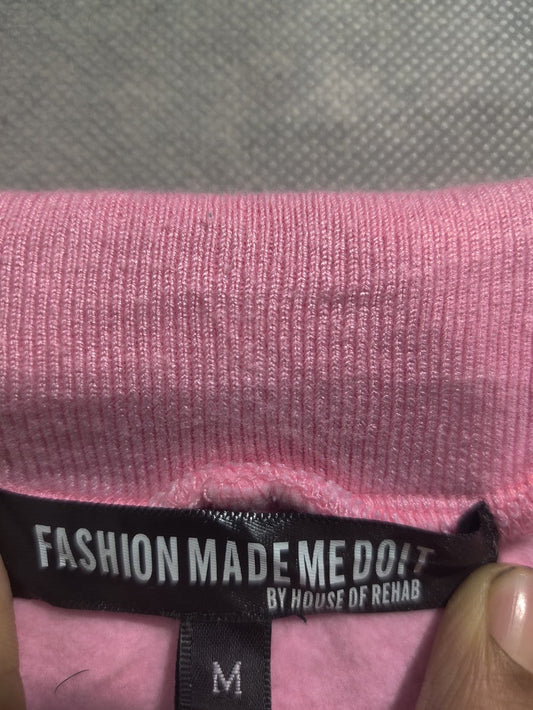 FASHION MADE ME DO IT
BY HOUSE OF REHAB
M